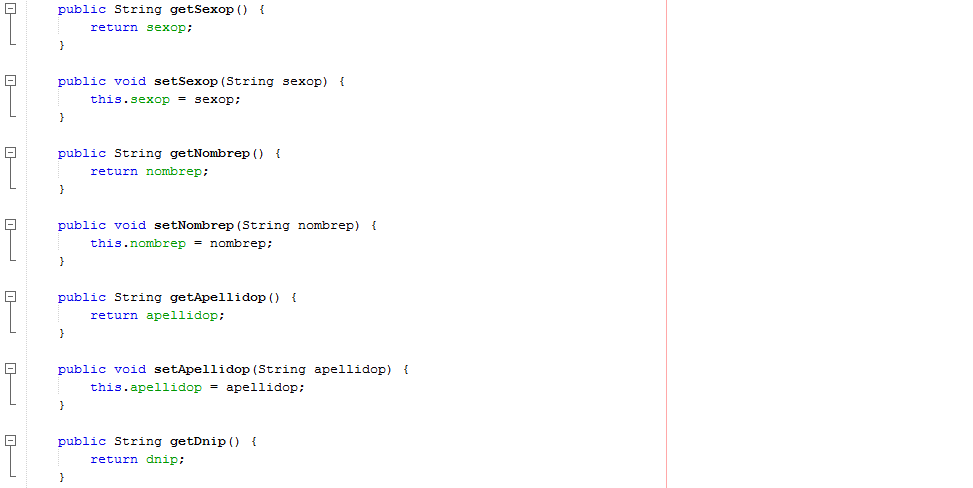 public String getSexop() {
return sexop;
}
public void setSexop(String sexop) {
this.sexop = sexop;
}
public String getNombrep() {
return nombrep;
}
public void setNombrep(String nombrep) {
this.nombrep = nombrep;
}
public String getApellidop() {
return apellidop;
}
public void setApellidop(String apellidop) {
this.apellidop = apellidop;
}
public String getDnip() {
return dnip;
}